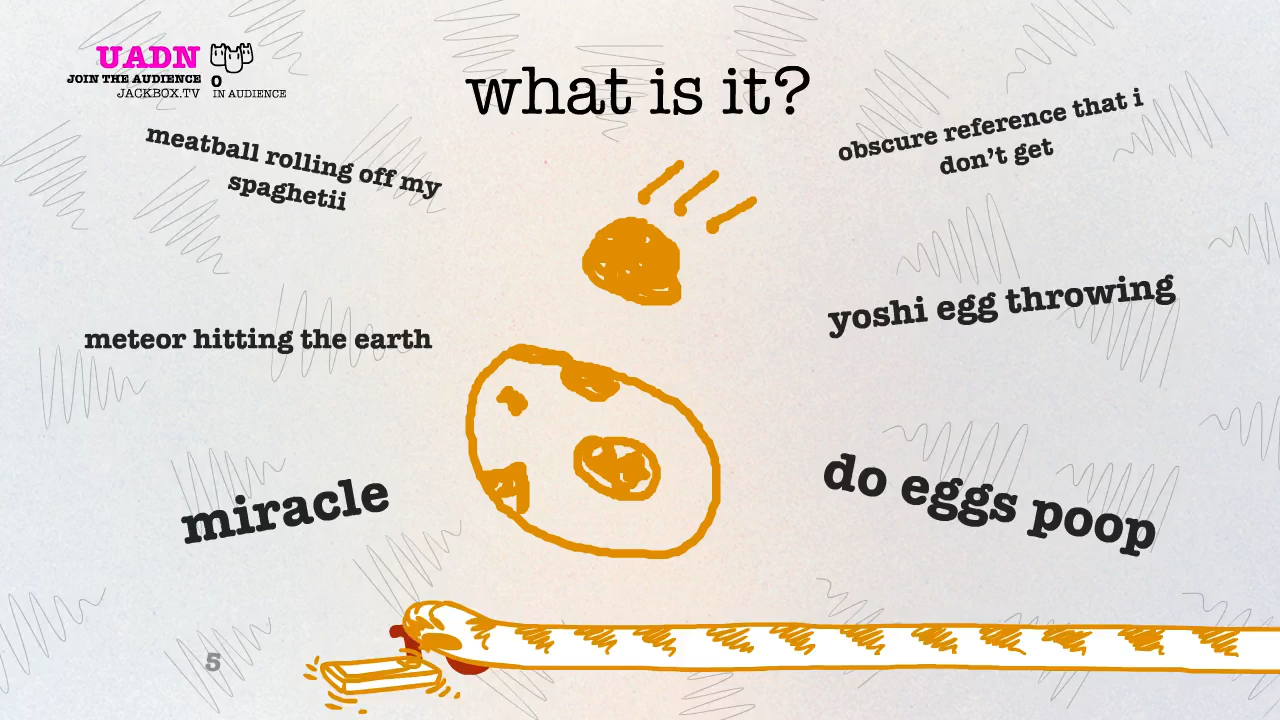 UADN
JOIN THE AUDIENCE
JACKBOX.TV
0
IN AUDIENCE
what is it?
meatball rolling off my
spaghetii
obscure reference that i
don't get
meteor hitting the earth
yoshi egg throwing
miracle
do eggs poop
5